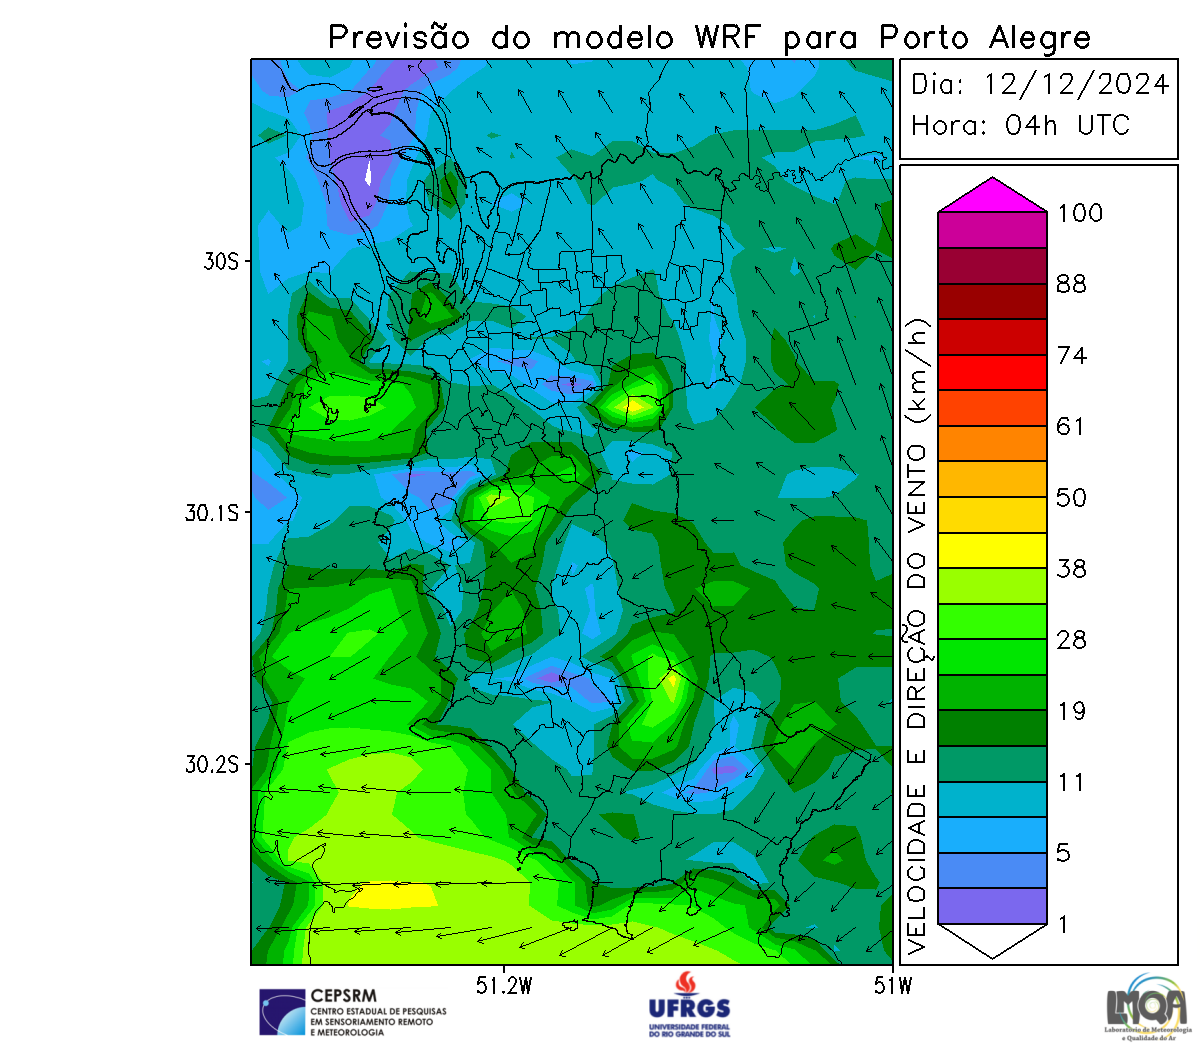 Previsão do modelo WRF para Porto Alegre
Dia: 12/12/2024
Hora: 04h UTC
30S
30.1S
30.2S
51.2W
51W
VELOCIDADE E DIREÇÃO DO VENTO (km/h)
100
88
74
61
50
38
28
19
11
5
1
CEPSRM
CENTRO ESTADUAL DE PESQUISAS
EM SENSORIAMENTO REMOTO
E METEOROLOGIA
UFRGS
UNIVERSIDADE FEDERAL
DO RIO GRANDE DO SUL
LMQA
Laboratório de Meteorologia
e Qualidade do Ar